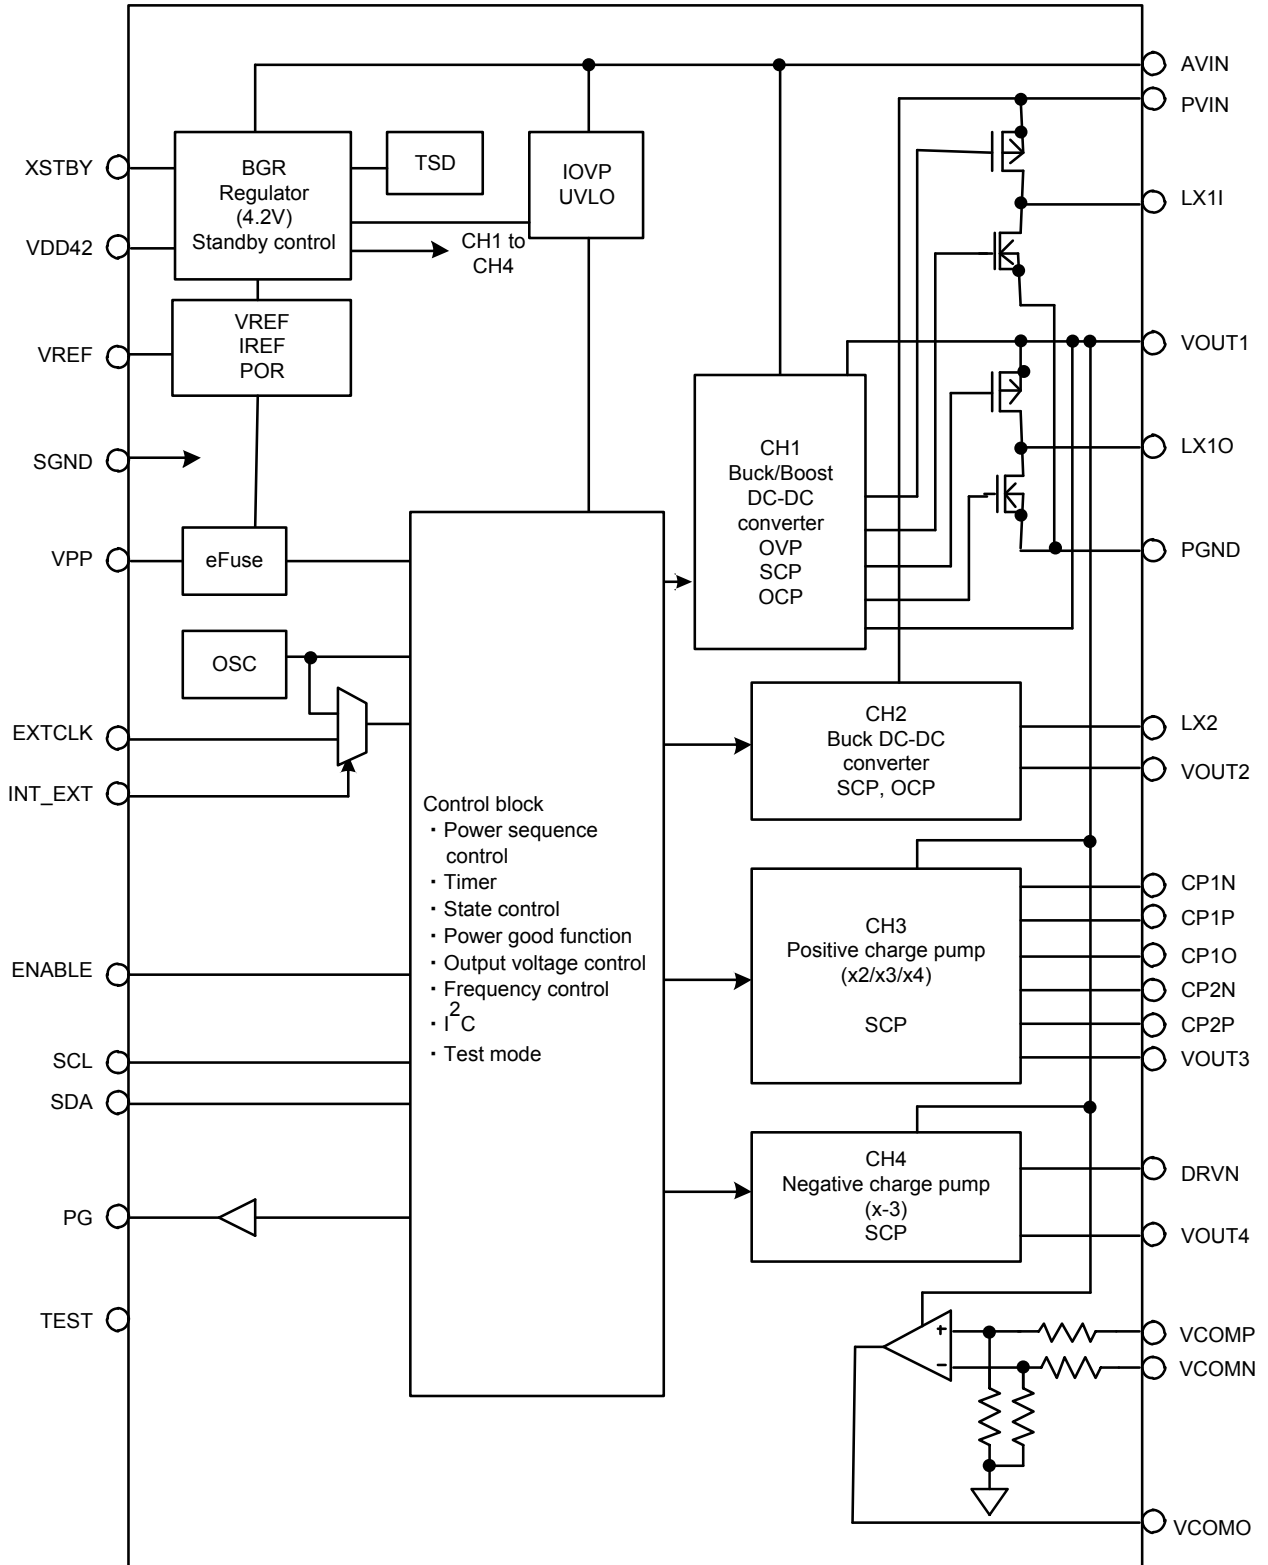 XSTBY
VDD42
VREF
SGND
VPP
EXTCLK
INT_EXT
ENABLE
SCL
SDA
PG
TEST
BGR
Regulator
(4.2V)
Standby control
TSD
IOVP
UVLO
CH1 to
CH4
VREF
IREF
POR
eFuse
OSC
Control block
・Power sequence
control
・Timer
・State control
・Power good function
・Output voltage control
・Frequency control
・I²C
・Test mode
CH1
Buck/Boost
DC-DC
converter
OVP
SCP
OCP
CH2
Buck DC-DC
converter
SCP, OCP
CH3
Positive charge pump
(x2/x3/x4)
SCP
CH4
Negative charge pump
(x-3)
SCP
+
−
AVIN
PVIN
LX1I
VOUT1
LX1O
PGND
LX2
VOUT2
CP1N
CP1P
CP1O
CP2N
CP2P
VOUT3
DRVN
VOUT4
VCOMP
VCOMN
VCOMO